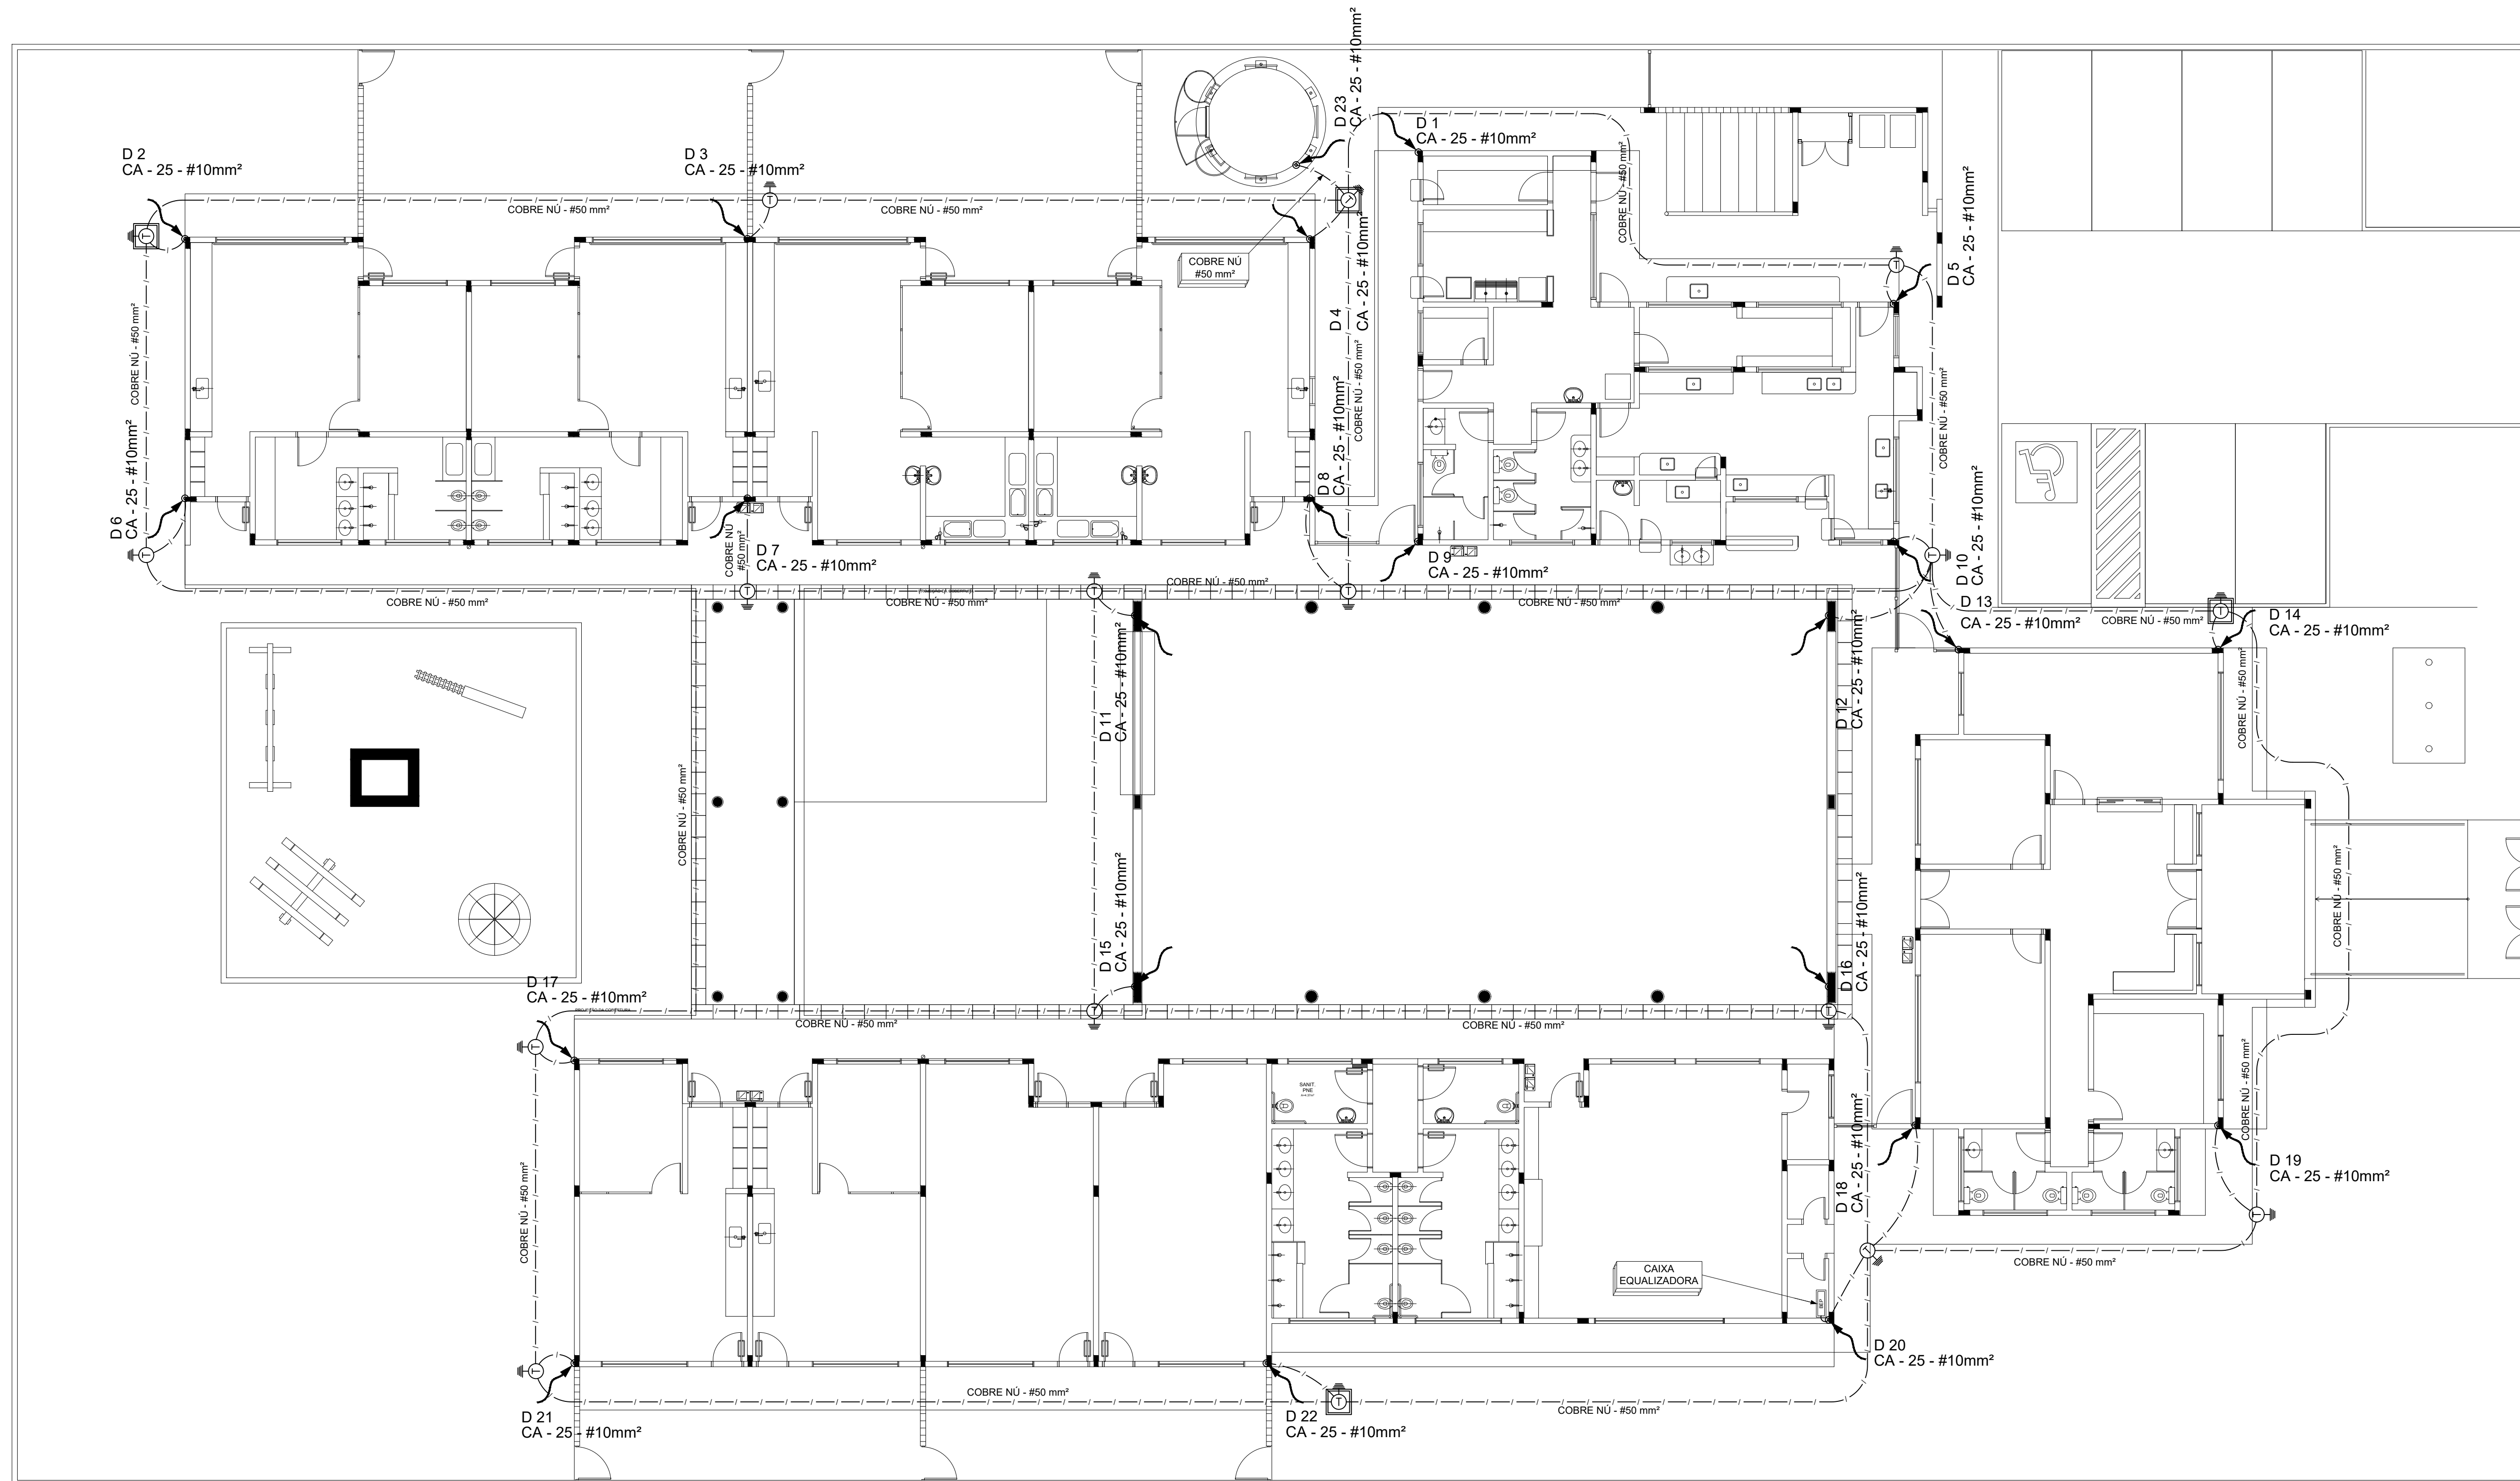 D 23
CA - 25 - #10mm²
D 1
CA - 25 - #10mm²
D 2
CA - 25 - #10mm²
D 3
CA - 25 - #10mm²
COBRE NÚ - #50 mm²
COBRE NÚ - #50 mm²
COBRE NÚ - #50 mm²
COBRE NÚ
#50 mm²
D 4
CA - 25 - #10mm²
D 5
CA - 25 - #10mm²
COBRE NÚ - #50 mm²
COBRE NÚ - #50 mm²
COBRE NÚ - #50 mm²
D 6
CA - 25 - #10mm²
COBRE NÚ
#50 mm²
D 7
CA - 25 - #10mm²
D 8
CA - 25 - #10mm²
D 9
CA - 25 - #10mm²
D 10
CA - 25 - #10mm²
COBRE NÚ - #50 mm²
COBRE NÚ - #50 mm²
COBRE NÚ - #50 mm²
COBRE NÚ - #50 mm²
D 13
CA - 25 - #10mm²
COBRE NÚ - #50 mm²
D 14
CA - 25 - #10mm²
D 11
CA - 25 - #10mm²
D 12
CA - 25 - #10mm²
COBRE NÚ - #50 mm²
COBRE NÚ - #50 mm²
COBRE NÚ - #50 mm²
D 15
CA - 25 - #10mm²
D 16
CA - 25 - #10mm²
D 17
CA - 25 - #10mm²
COBRE NÚ - #50 mm²
COBRE NÚ - #50 mm²
SANIT.
PNE
COBRE NÚ - #50 mm²
COBRE NÚ - #50 mm²
D 18
CA - 25 - #10mm²
D 19
CA - 25 - #10mm²
CAIXA
EQUALIZADORA
BEP
COBRE NÚ - #50 mm²
D 20
CA - 25 - #10mm²
COBRE NÚ - #50 mm²
COBRE NÚ - #50 mm²
D 21
CA - 25 - #10mm²
D 22
CA - 25 - #10mm²